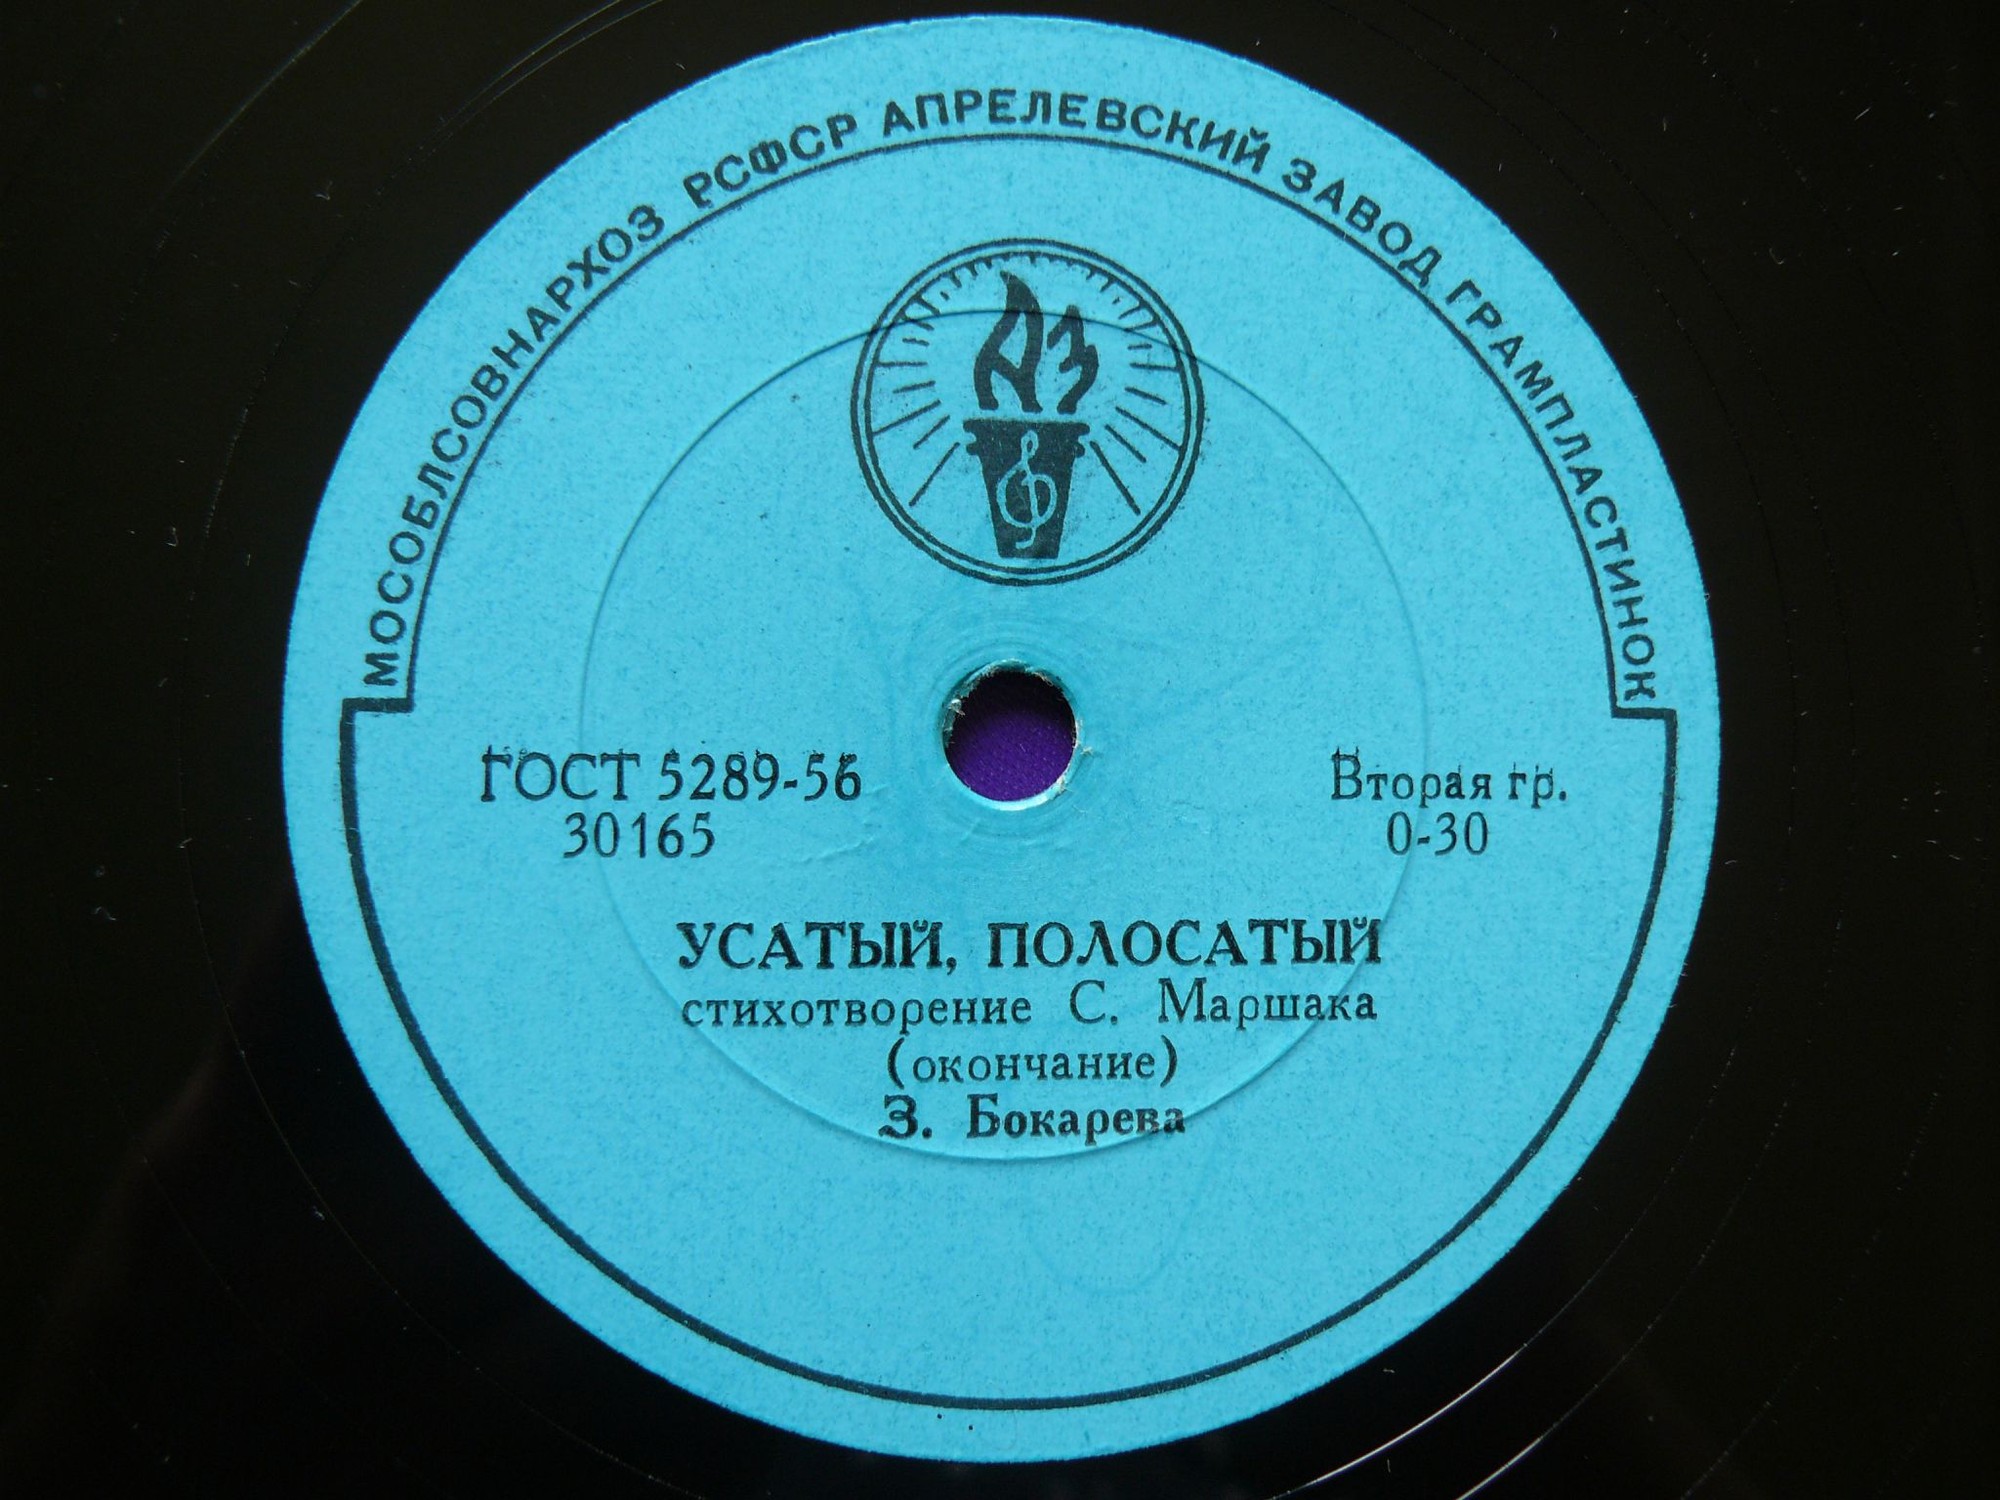 МОСОБЛСОВНАРХОЗ РСФСР АПРЕЛЕВСКИЙ ЗАВОД ГРАМПЛАСТИНОК
АЗ
ГОСТ 5289-56
30165
Вторая гр.
0-30
УСАТЫЙ, ПОЛОСАТЫЙ
стихотворение С. Маршака
(окончание)
З. Бокарева